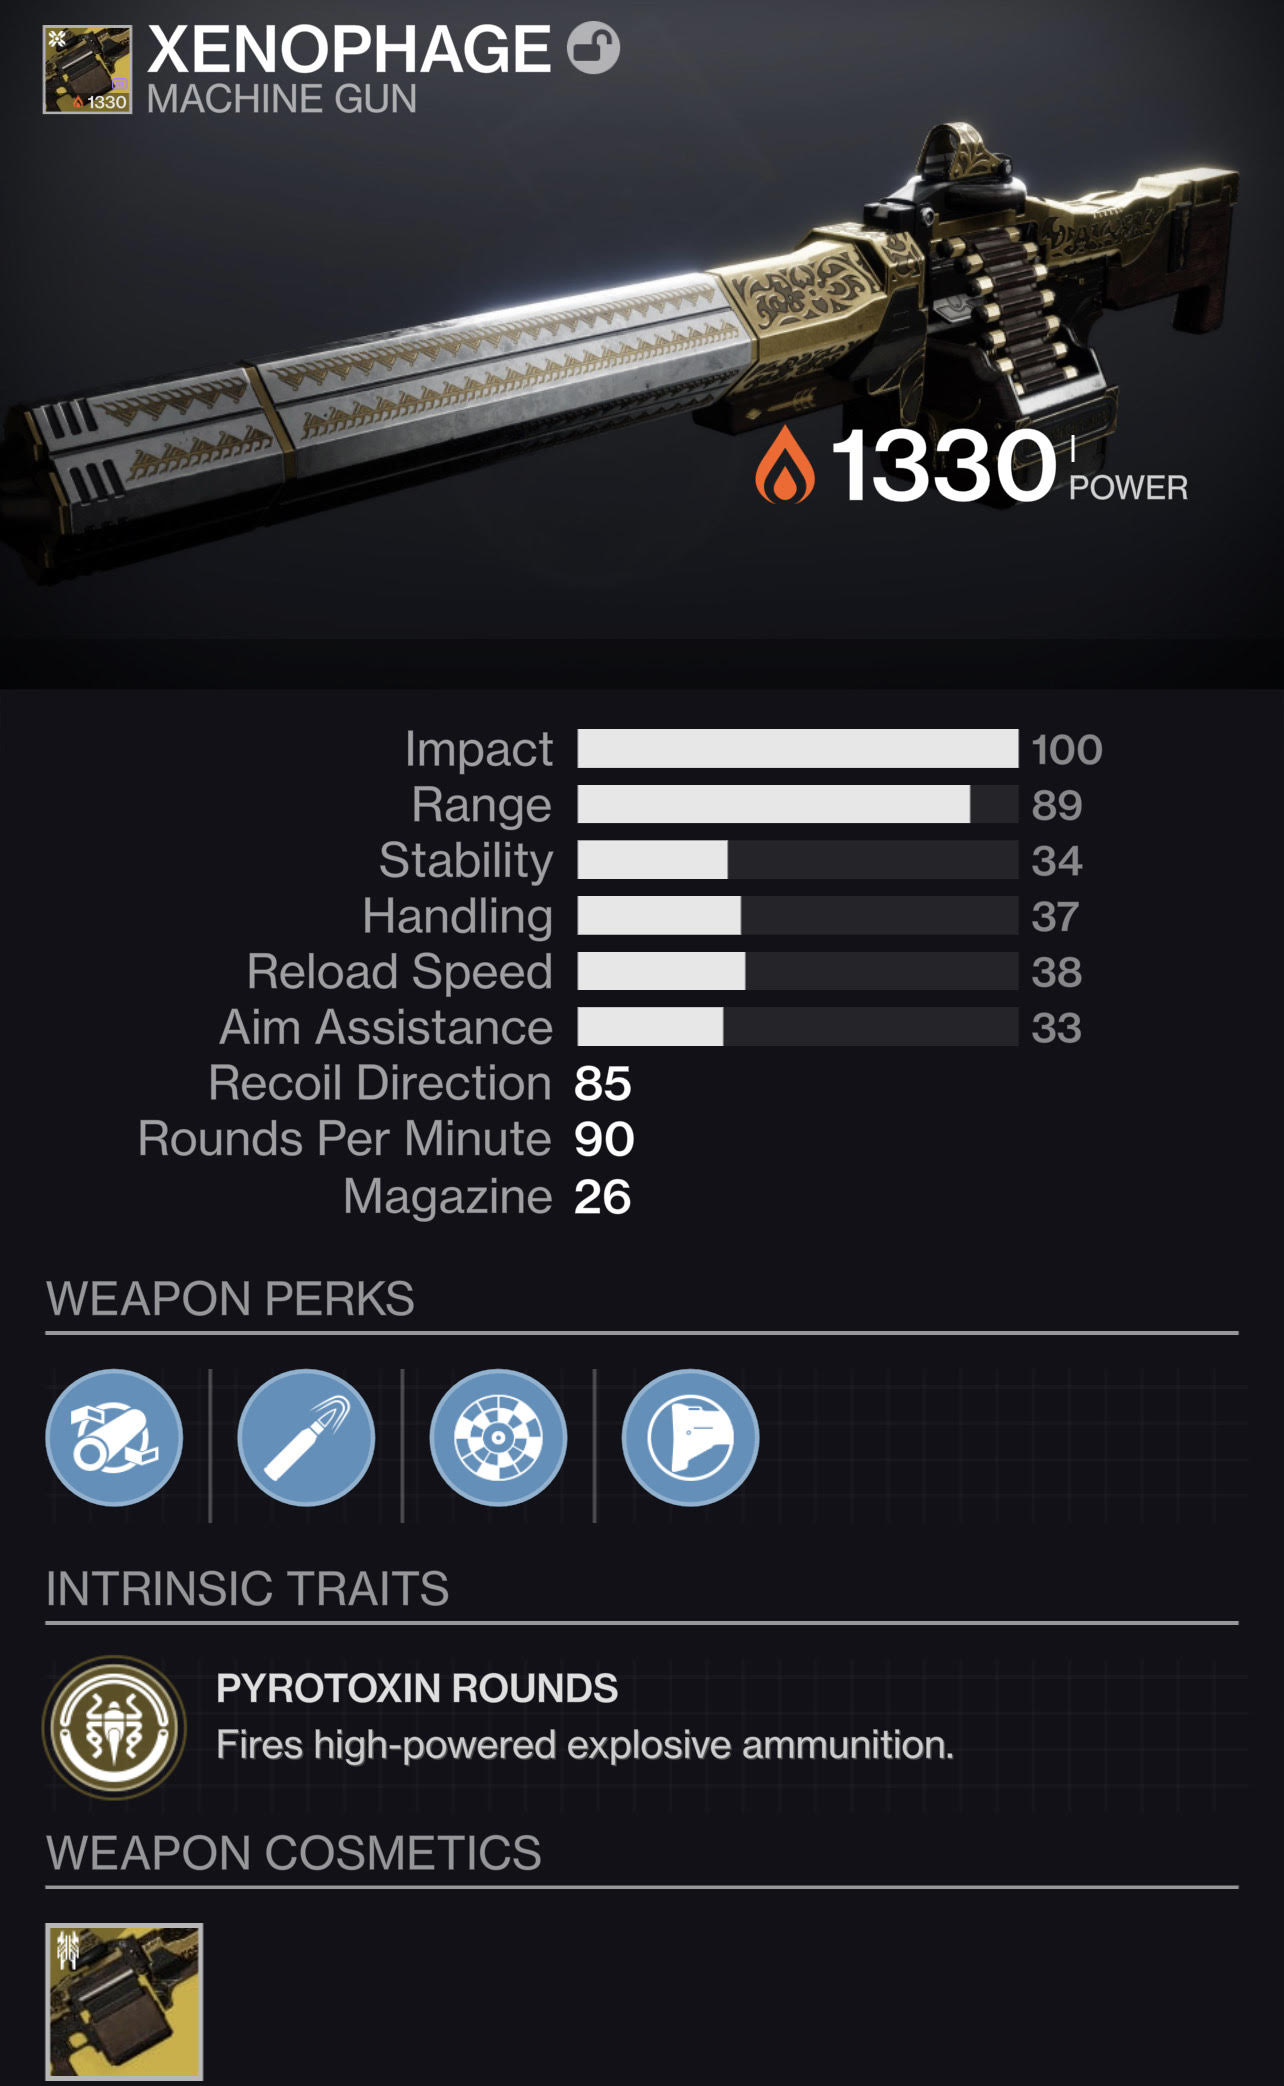 XENOPHAGE
MACHINE GUN
1330
1330 | POWER
Impact 100
Range 89
Stability 34
Handling 37
Reload Speed 38
Aim Assistance 33
Recoil Direction 85
Rounds Per Minute 90
Magazine 26
WEAPON PERKS
INTRINSIC TRAITS
PYROTOXIN ROUNDS
Fires high-powered explosive ammunition.
WEAPON COSMETICS